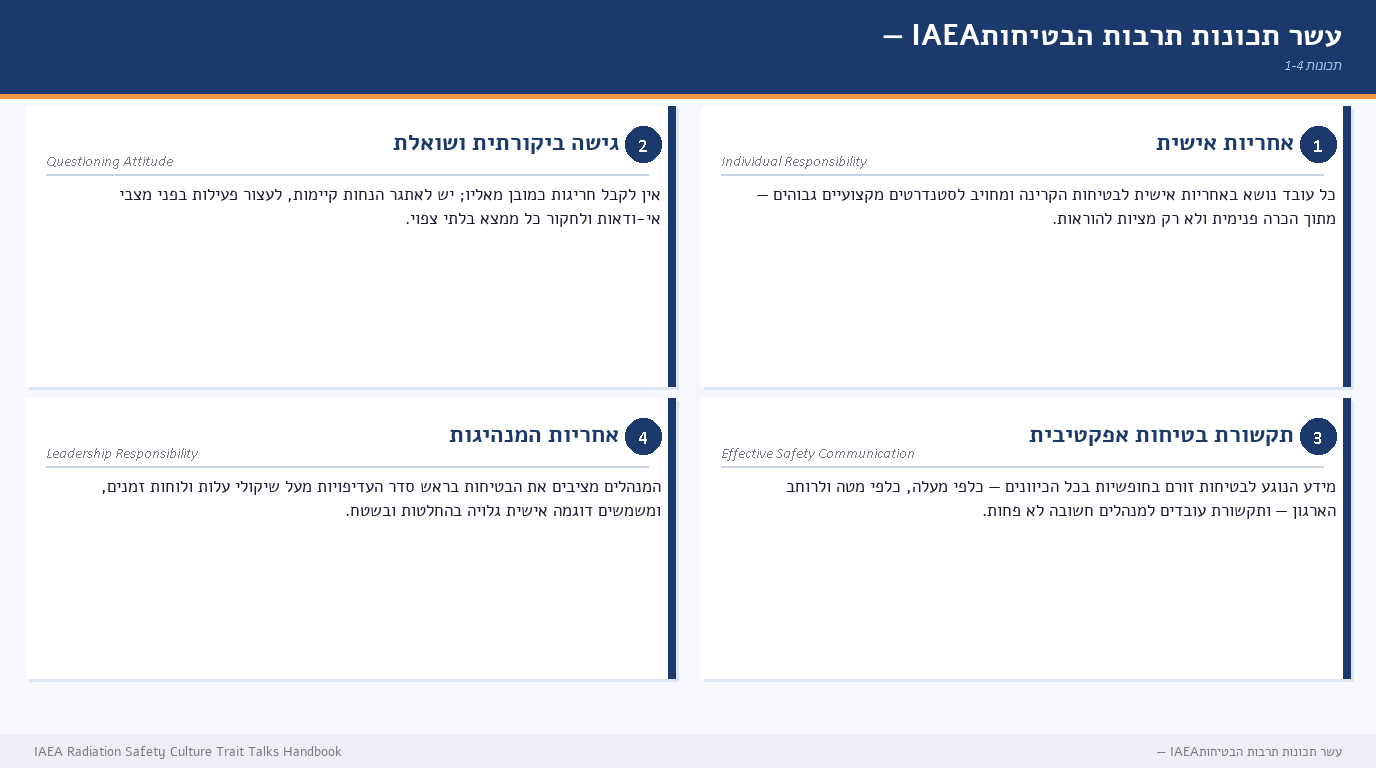 עשר תכונות תרבות הבטיחותIAEA –
תכונות 1-4
1
אחריות אישית
Individual Responsibility
כל עובד נושא באחריות אישית לבטיחות הקרינה ומחויב לסטנדרטים מקצועיים גבוהים –
מתוך הכרה פנימית ולא רק מציות להוראות.
2
גישה ביקורתית ושואלת
Questioning Attitude
אין לקבל חריגות כמובן מאליו; יש לאתגר הנחות קיימות, לעצור פעילות בפני מצבי
אי-ודאות ולחקור כל ממצא בלתי צפוי.
3
תקשורת בטיחות אפקטיבית
Effective Safety Communication
מידע הנוגע לבטיחות זורם בחופשיות בכל הכיוונים – כלפי מעלה, כלפי מטה ולרוחב
הארגון – ותקשורת עובדים למנהלים חשובה לא פחות.
4
אחריות המנהיגות
Leadership Responsibility
המנהלים מציבים את הבטיחות בראש סדר העדיפויות מעל שיקולי עלות ולוחות זמנים,
ומשמשים דוגמה אישית גלויה בהחלטות ובשטח.
עשר תכונות תרבות הבטיחותIAEA –
IAEA Radiation Safety Culture Trait Talks Handbook